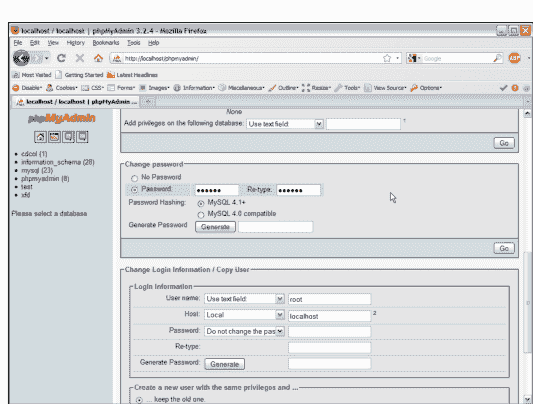 localhost / localhost | phpMyAdmin 3.2.4 - Mozilla Firefox
File Edit View History Bookmarks Tools Help
http://localhost/phpmyadmin/
Google
Most Visited Getting Started Latest Headlines
Disable Cookies CSS Forms Images Information Miscellaneous Outline Resize Tools View Source Options
localhost / localhost | phpMyAdmin ...
phpMyAdmin
cdcol (1)
information_schema (28)
mysql (23)
phpmyadmin (8)
test
xfd
Please select a database
None
Add privileges on the following database: Use text field:
Go
Change password
No Password
Password: •••••• Re-type: ••••••
Password Hashing: MySQL 4.1+
MySQL 4.0 compatible
Generate Password Generate
Go
Change Login Information / Copy User
Login Information
User name: Use text field: root
Host: Local localhost
Password: Do not change the pas
Re-type:
Generate Password: Generate
Create a new user with the same privileges and ...
... keep the old one.